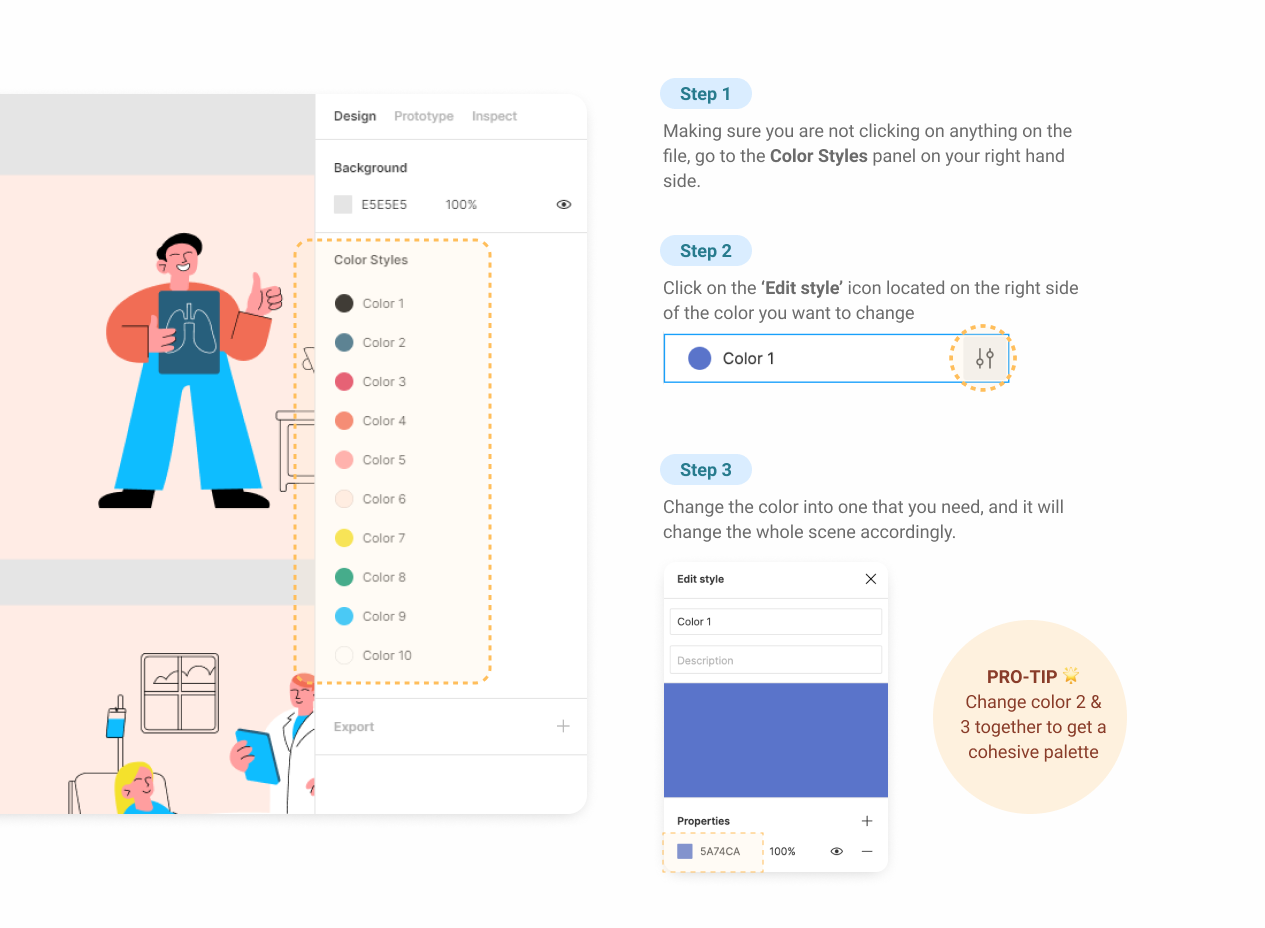 Design Prototype Inspect
Background
E5E5E5 100%
Color Styles
Color 1
Color 2
Color 3
Color 4
Color 5
Color 6
Color 7
Color 8
Color 9
Color 10
Export
Step 1
Making sure you are not clicking on anything on the
file, go to the Color Styles panel on your right hand
side.
Step 2
Click on the ‘Edit style’ icon located on the right side
of the color you want to change
Color 1
Step 3
Change the color into one that you need, and it will
change the whole scene accordingly.
Edit style
Color 1
Description
Properties
5A74CA 100%
PRO-TIP 🌟
Change color 2 &
3 together to get a
cohesive palette